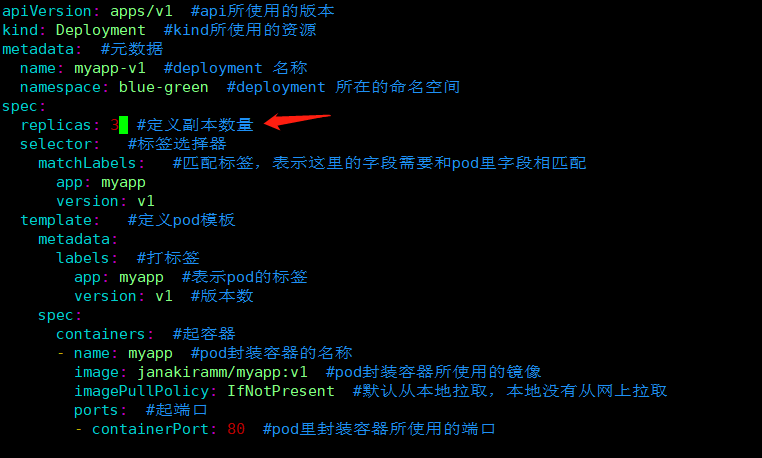 apiVersion: apps/v1  #api所使用的版本
kind: Deployment  #kind所使用的资源
metadata:  #元数据
  name: myapp-v1  #deployment 名称
  namespace: blue-green  #deployment 所在的命名空间
spec:
  replicas: 3  #定义副本数量
  selector:   #标签选择器
    matchLabels:   #匹配标签，表示这里的字段需要和pod里字段相匹配
      app: myapp
      version: v1
  template:   #定义pod模板
    metadata:
      labels:  #打标签
        app: myapp  #表示pod的标签
        version: v1  #版本数
    spec:
      containers:  #起容器
      - name: myapp  #pod封装容器的名称
        image: janakiramm/myapp:v1  #pod封装容器所使用的镜像
        imagePullPolicy: IfNotPresent  #默认从本地拉取，本地没有从网上拉取
        ports:  #起端口
        - containerPort: 80  #pod里封装容器所使用的端口